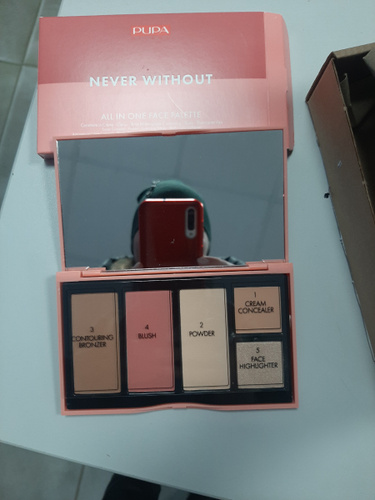 PUPA
NEVER WITHOUT
ALL IN ONE FACE PALETTE
3
CONTOURING
BRONZER
4
BLUSH
2
POWDER
1
CREAM
CONCEALER
5
FACE
HIGHLIGHTER